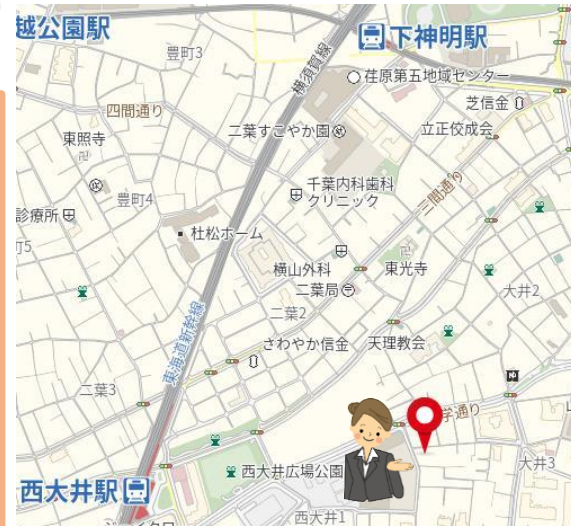 越公園駅
下神明駅
豊町3
横須賀線
荏原第五地域センター
四間通り
芝信金
二葉すこやか園
立正佼成会
東照寺
千葉内科歯科
クリニック
三間通り
豊町4
診療所
杜松ホーム
町5
横山外科
東光寺
二葉局
大井2
東海道新幹線
二葉2
さわやか信金
天理教会
二葉3
学通り
西大井広場公園
大井3
西大井駅
西大井1